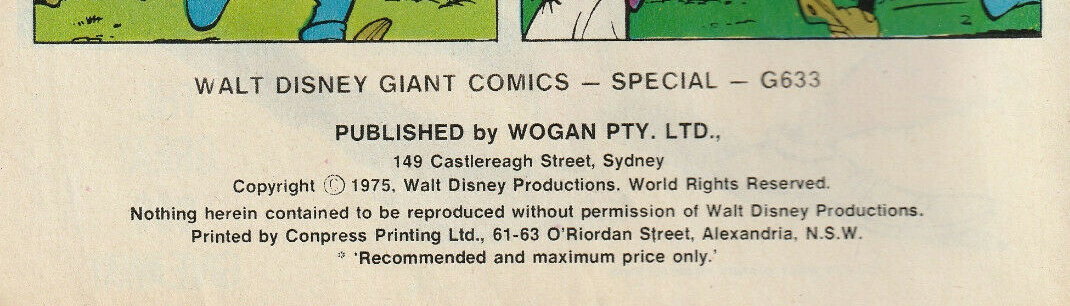 2
WALT DISNEY GIANT COMICS – SPECIAL – G633
PUBLISHED by WOGAN PTY. LTD.,
149 Castlereagh Street, Sydney
Copyright Ⓒ 1975, Walt Disney Productions. World Rights Reserved.
Nothing herein contained to be reproduced without permission of Walt Disney Productions.
Printed by Conpress Printing Ltd., 61-63 O'Riordan Street, Alexandria, N.S.W.
* 'Recommended and maximum price only.'